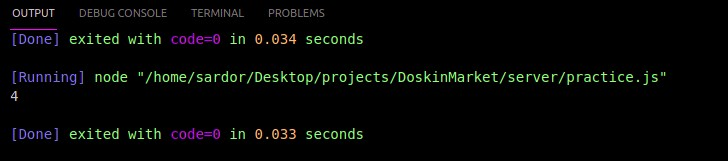 OUTPUT DEBUG CONSOLE TERMINAL PROBLEMS
[Done] exited with code=0 in 0.034 seconds
[Running] node "/home/sardor/Desktop/projects/DoskinMarket/server/practice.js"
4
[Done] exited with code=0 in 0.033 seconds